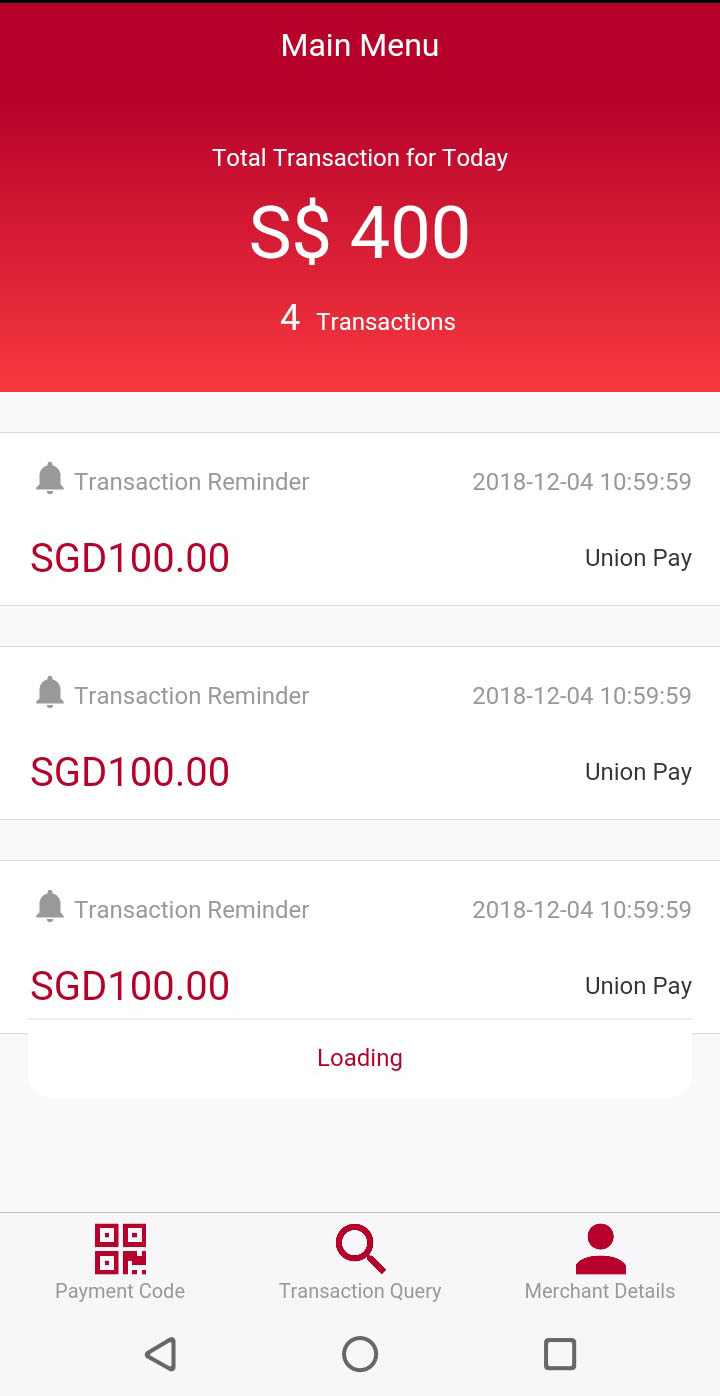 Main Menu
Total Transaction for Today
S$ 400
4 Transactions
Transaction Reminder 2018-12-04 10:59:59
SGD100.00 Union Pay
Transaction Reminder 2018-12-04 10:59:59
SGD100.00 Union Pay
Transaction Reminder 2018-12-04 10:59:59
SGD100.00 Union Pay
Loading
Payment Code Transaction Query Merchant Details